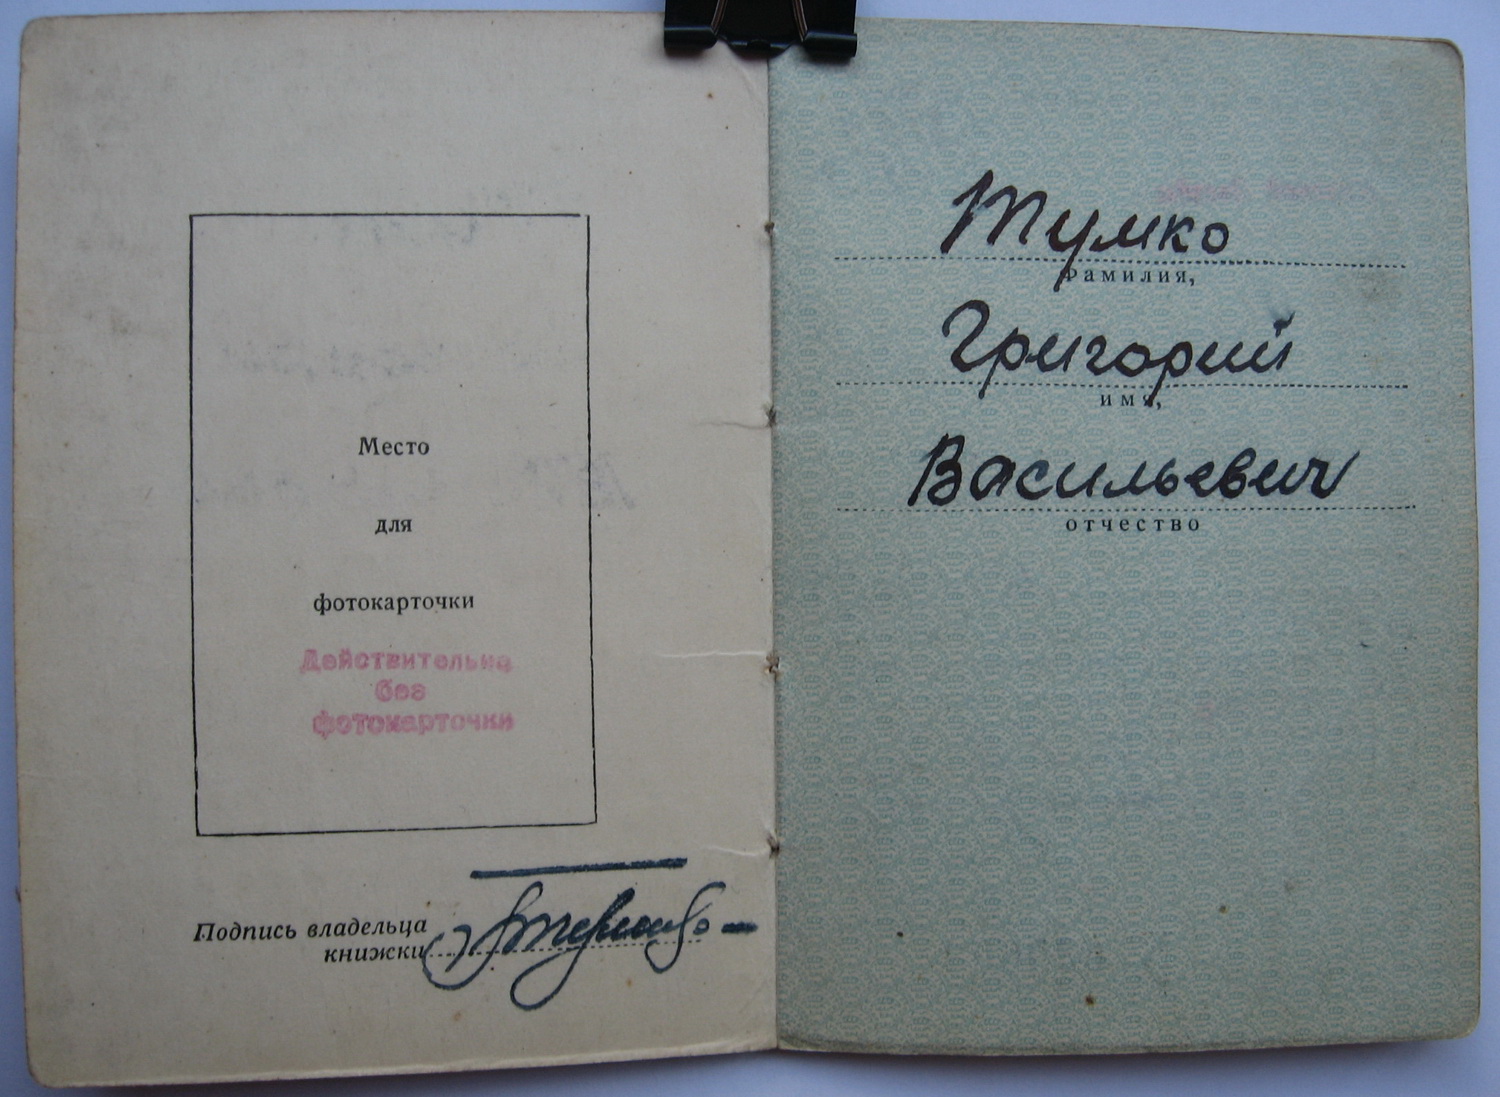 Место
для
фотокарточки
Действительна
без
фотокарточки
Подпись владельца
книжки
Тумко
Фамилия,
Григорий
имя,
Васильевич
отчество